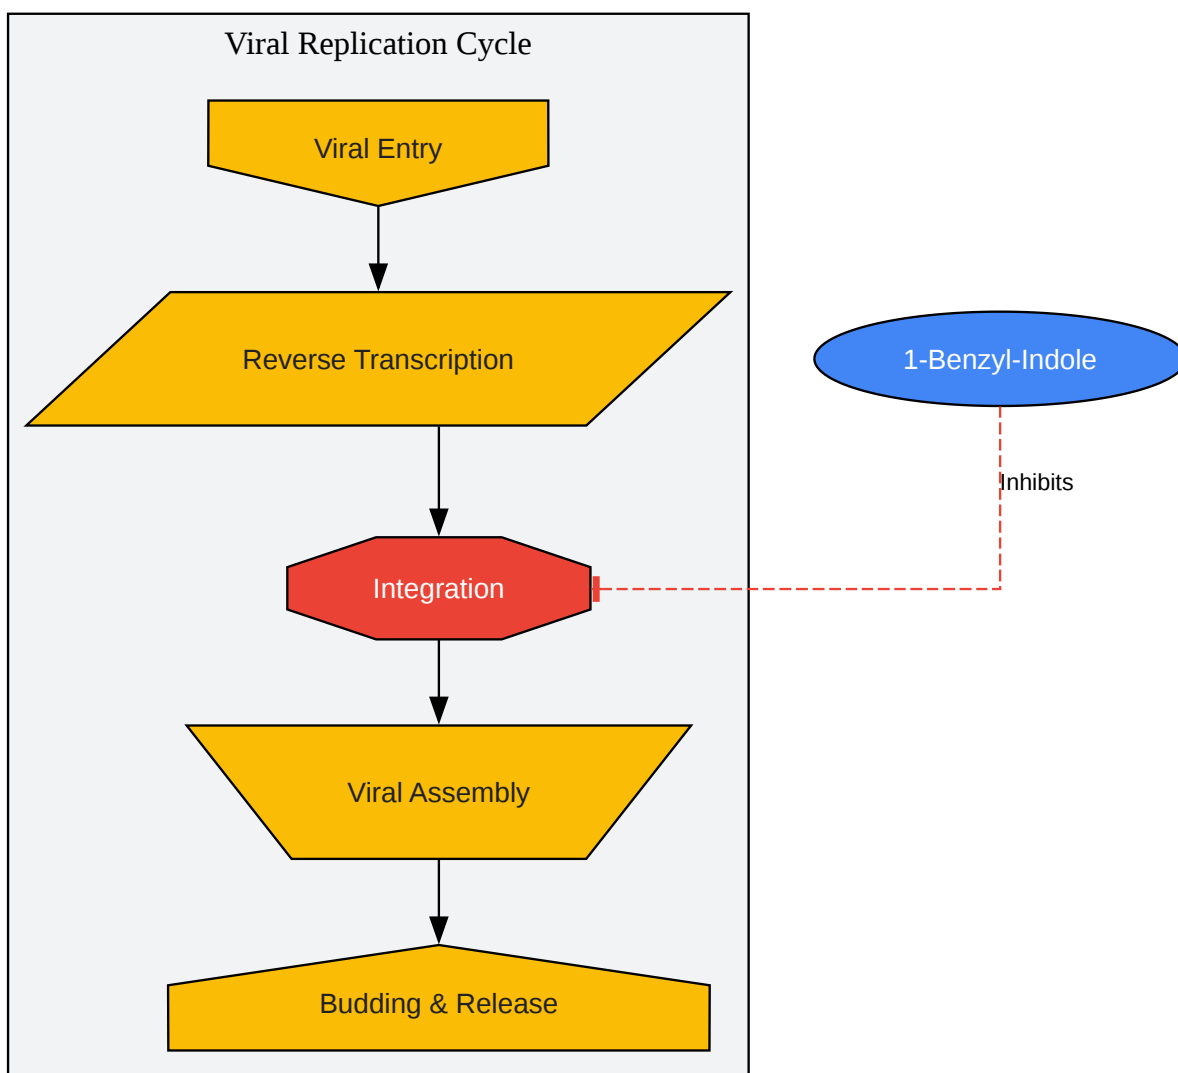 Viral Replication Cycle
Viral Entry
Reverse Transcription
1-Benzyl-Indole
Inhibits
Integration
Viral Assembly
Budding & Release